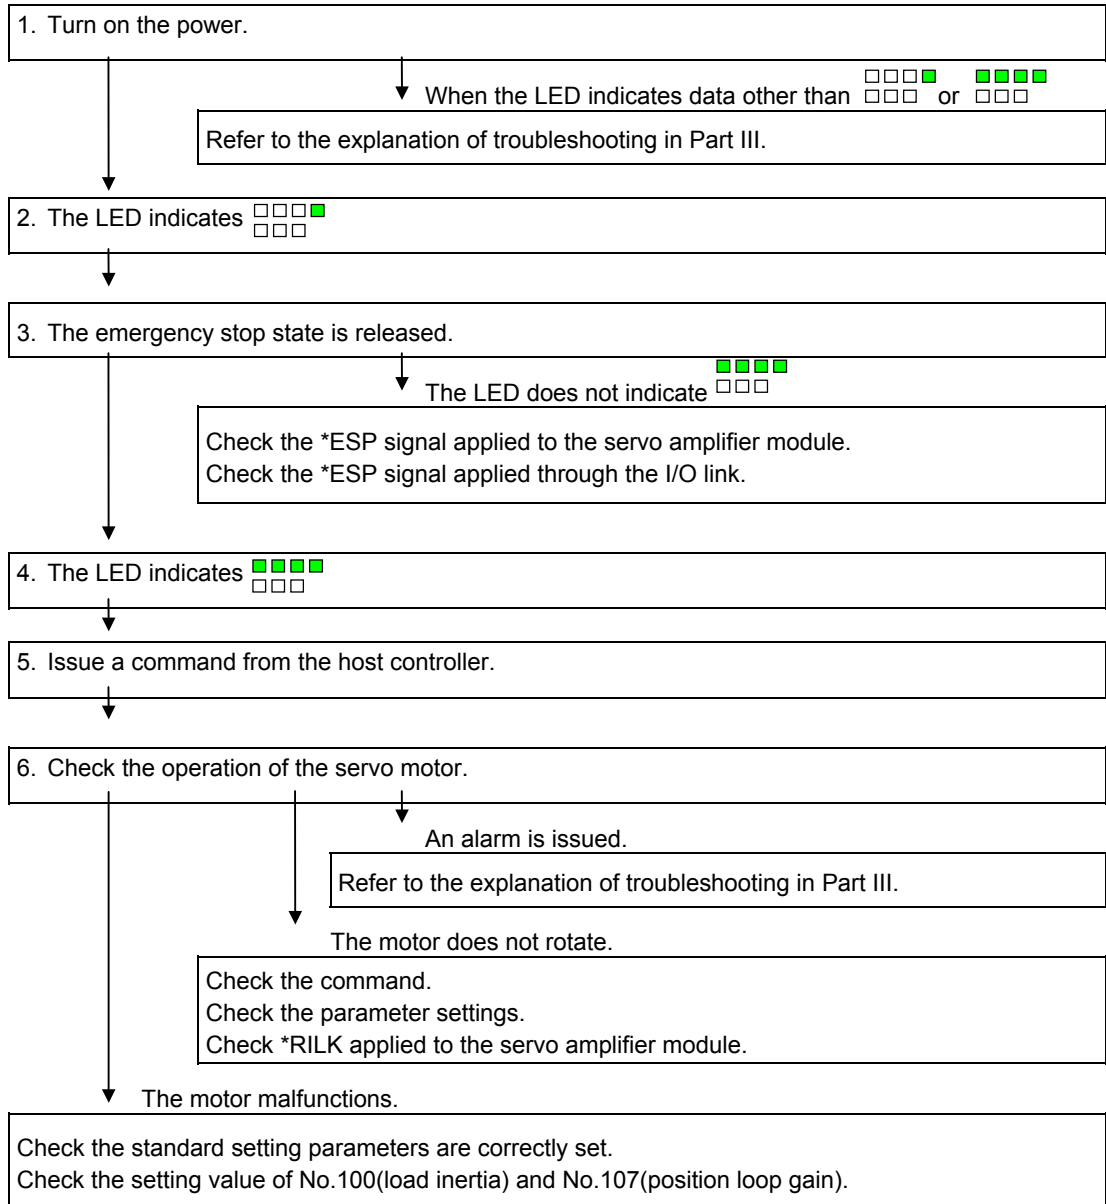 1. Turn on the power.
When the LED indicates data other than or
Refer to the explanation of troubleshooting in Part III.
2. The LED indicates
3. The emergency stop state is released.
The LED does not indicate
Check the *ESP signal applied to the servo amplifier module.
Check the *ESP signal applied through the I/O link.
4. The LED indicates
5. Issue a command from the host controller.
6. Check the operation of the servo motor.
An alarm is issued.
Refer to the explanation of troubleshooting in Part III.
The motor does not rotate.
Check the command.
Check the parameter settings.
Check *RILK applied to the servo amplifier module.
The motor malfunctions.
Check the standard setting parameters are correctly set.
Check the setting value of No.100(load inertia) and No.107(position loop gain).